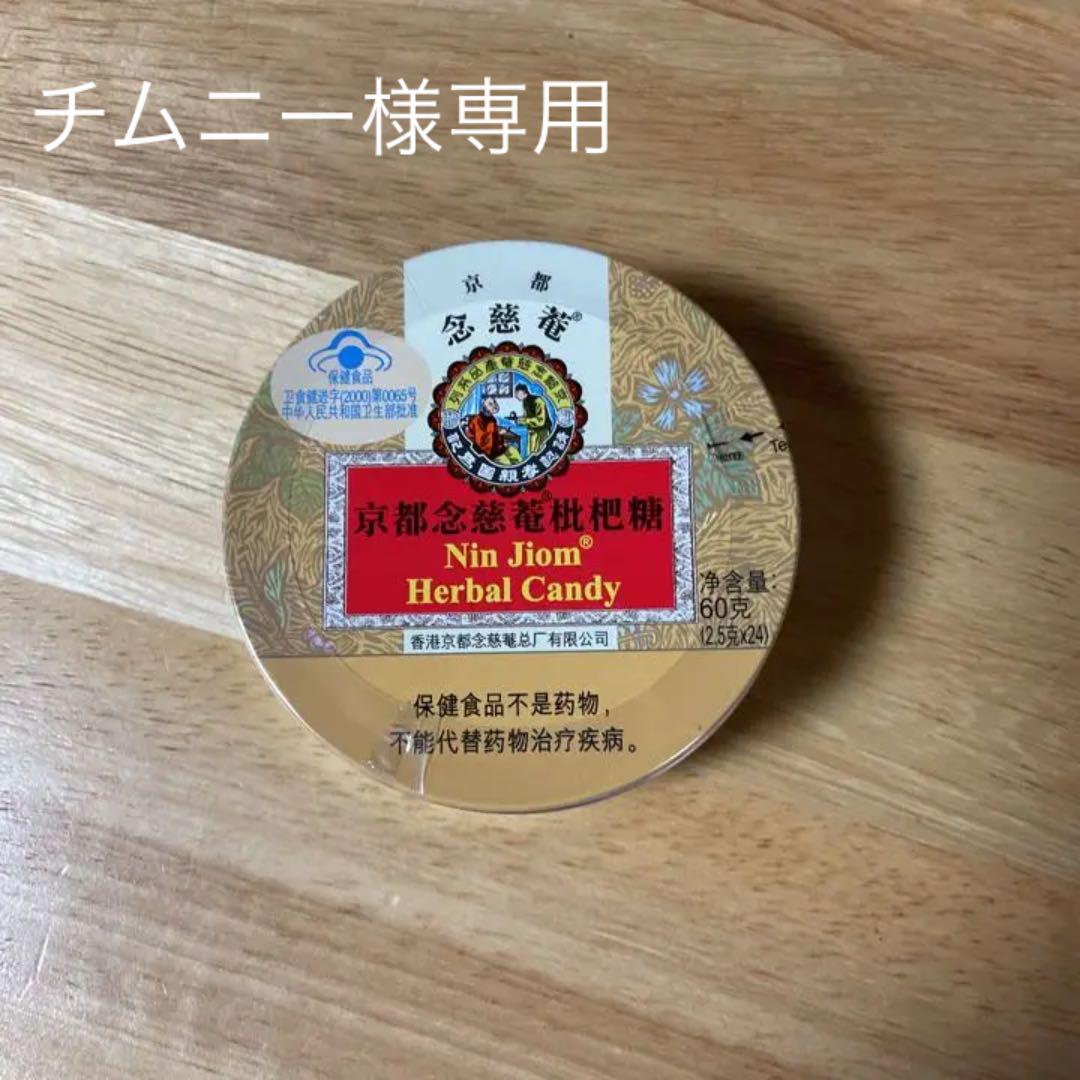 チムニー様専用
京都
念慈菴®
保健食品
卫食健进字(2000)第0065号
中华人民共和国卫生部批准
京都念慈菴®枇杷糖
Nin Jiom®
Herbal Candy
净含量:
60克
(2.5克x24)
香港京都念慈菴总厂有限公司
保健食品不是药物，
不能代替药物治疗疾病。